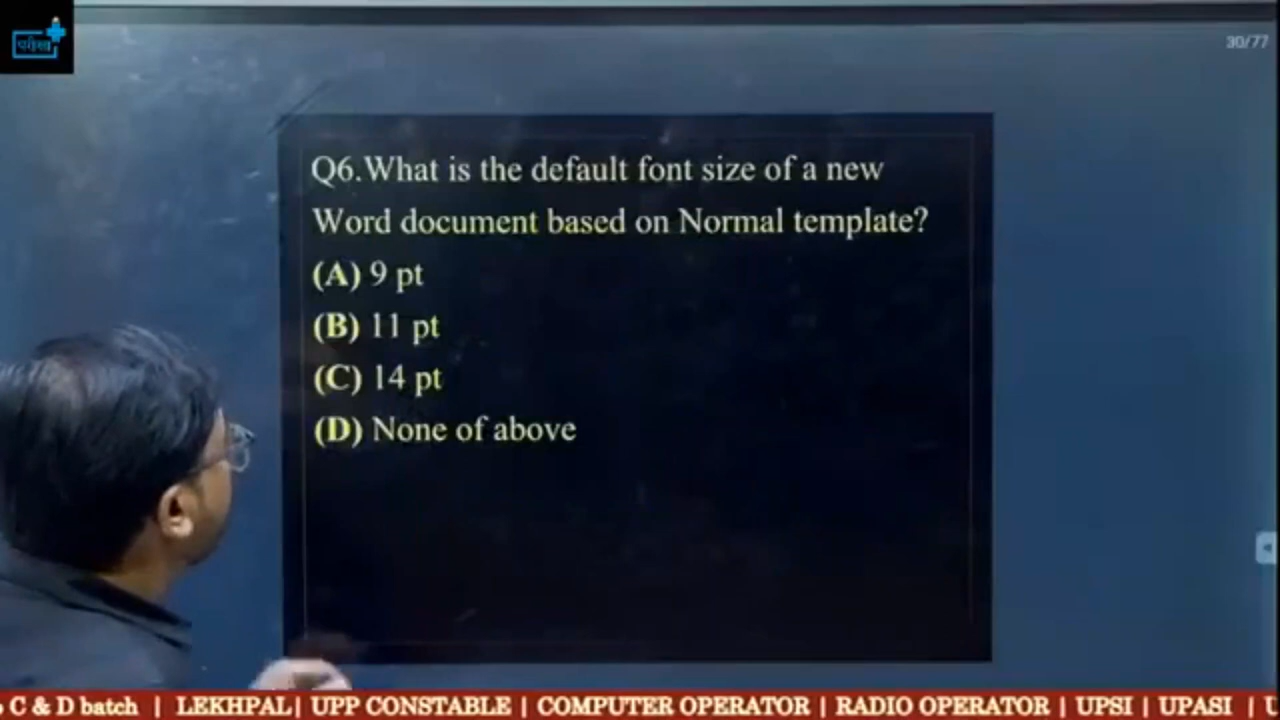 परीक्षा
30/77
Q6.What is the default font size of a new
Word document based on Normal template?
(A) 9 pt
(B) 11 pt
(C) 14 pt
(D) None of above
C & D batch | LEKHPAL| UPP CONSTABLE | COMPUTER OPERATOR | RADIO OPERATOR | UPSI | UPASI |